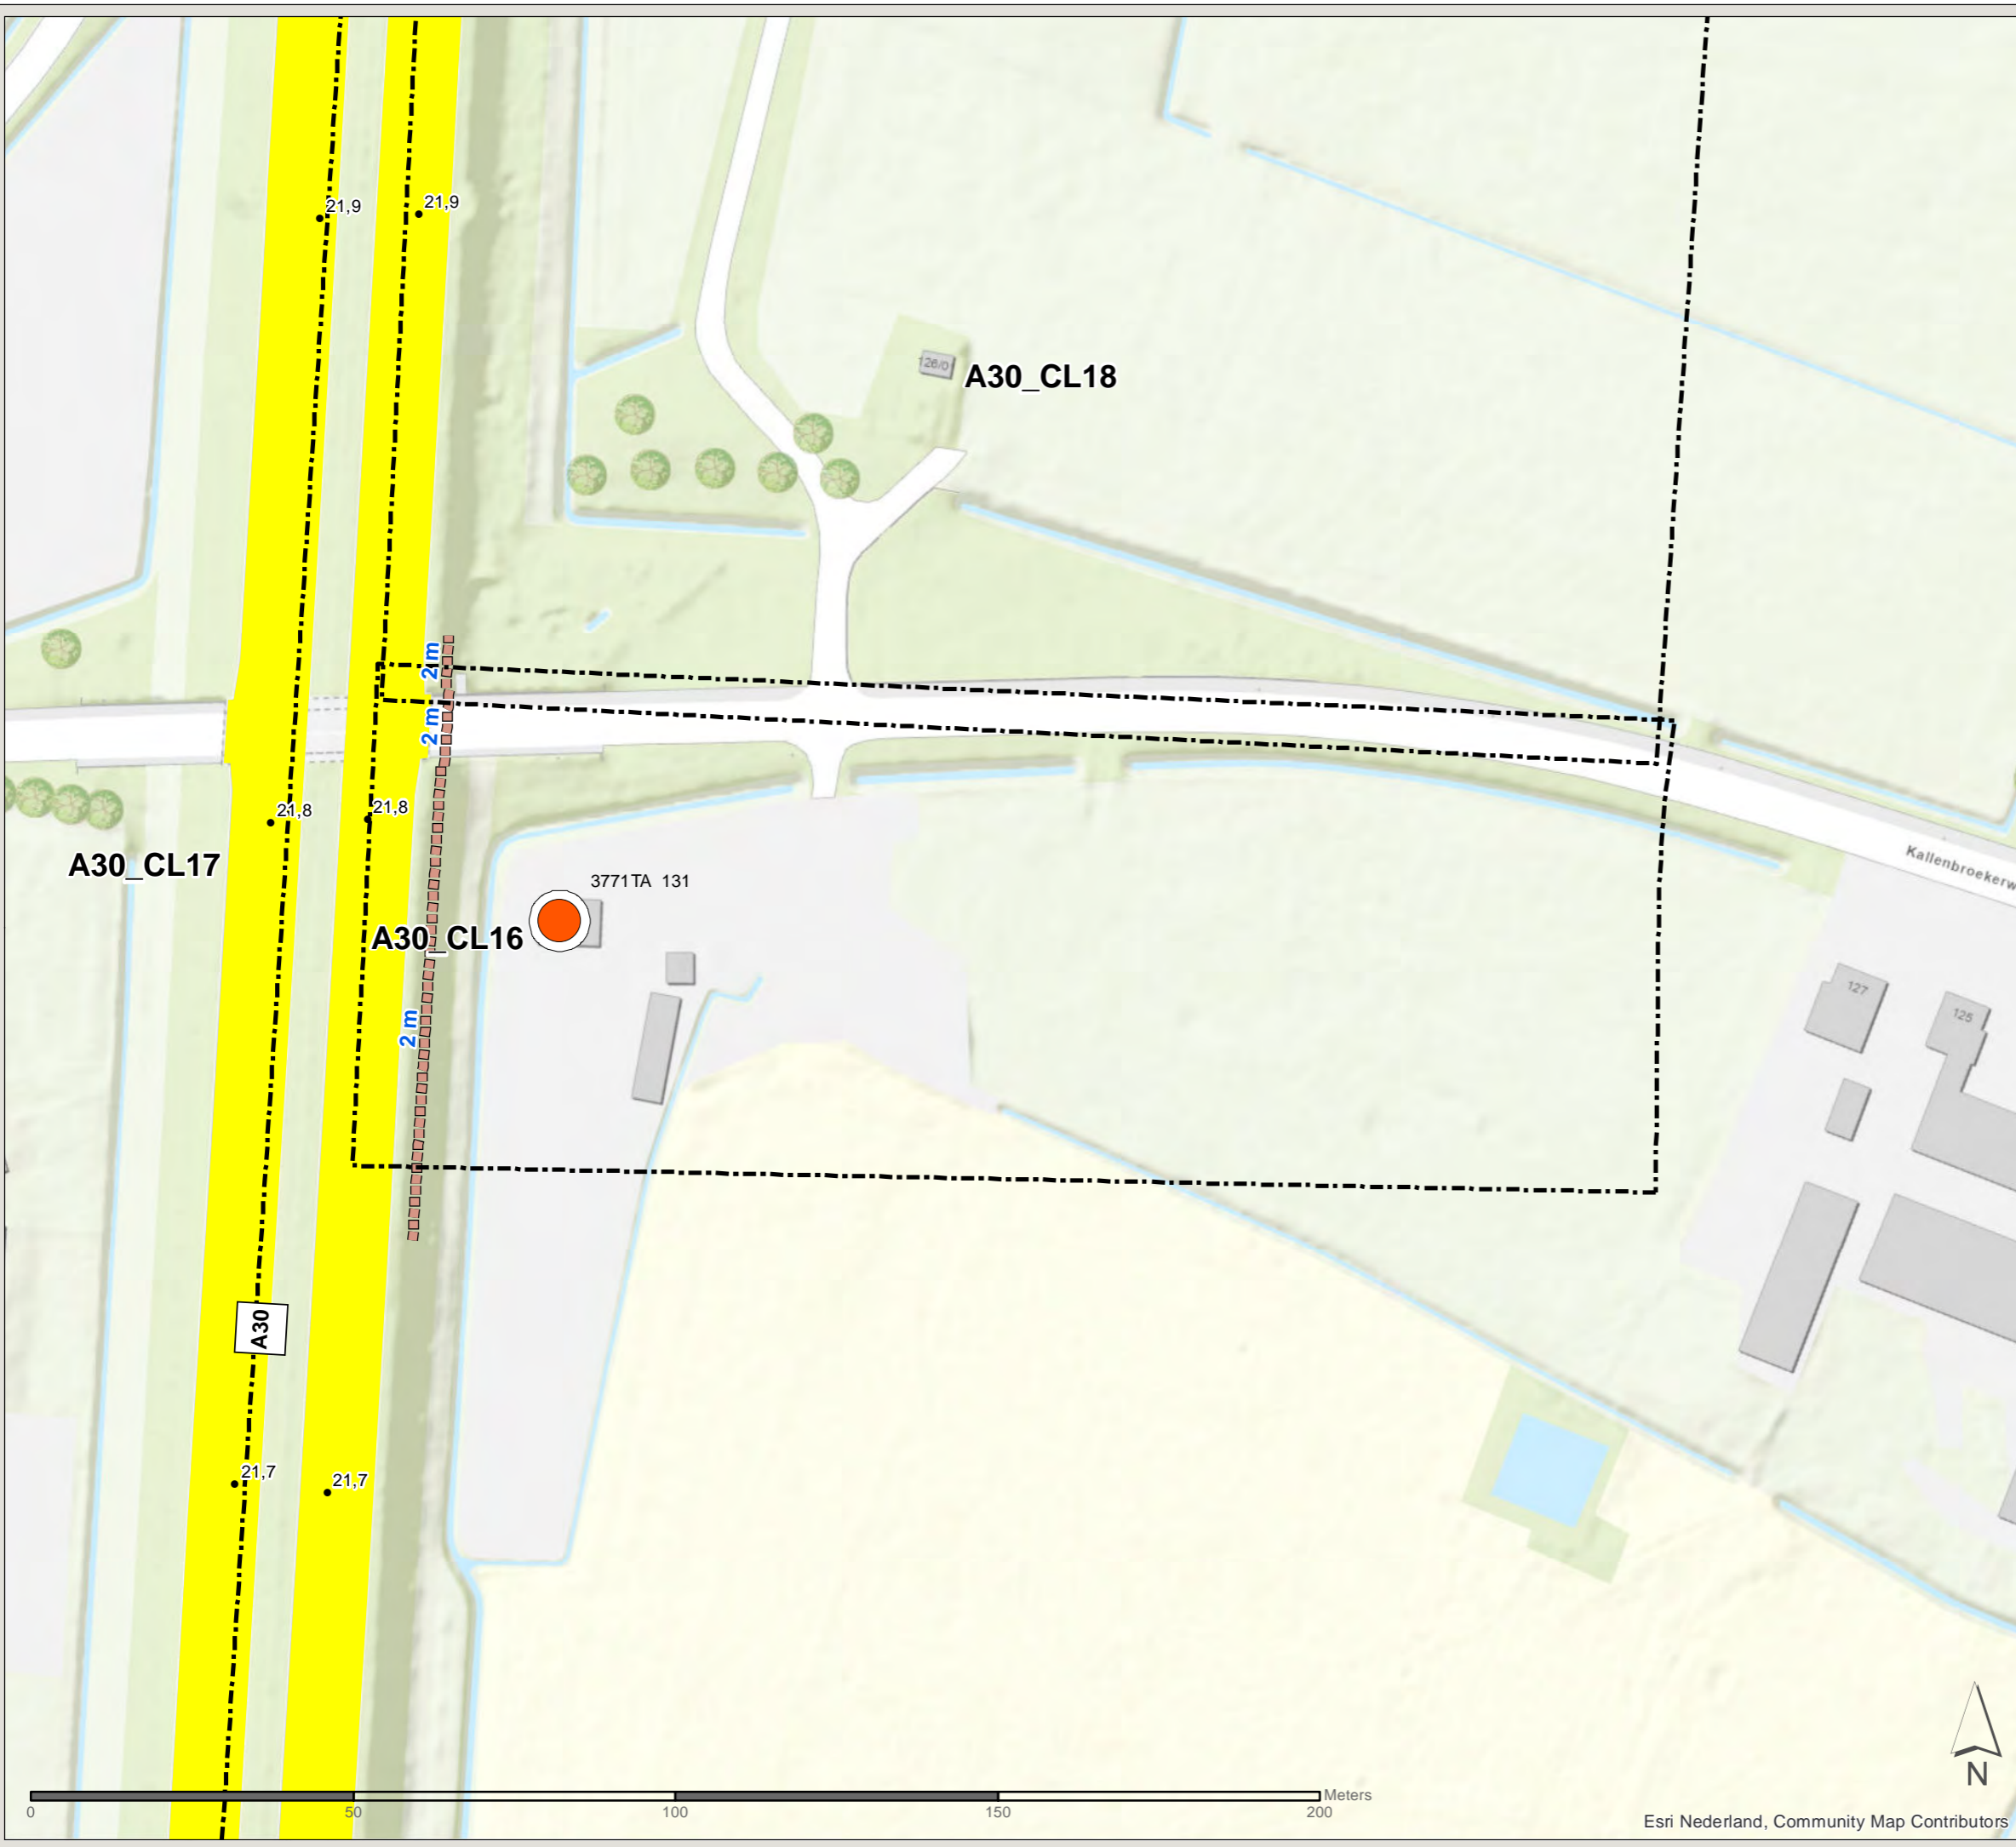 21,9
21,9
126/0
A30_CL18
2 m
2 m
21,8
21,8
A30_CL17
Kallenbroekerw
3771TA 131
A30_CL16
127
125
2 m
A30
21,7
21,7
N
Meters
0
50
100
150
200
Esri Nederland, Community Map Contributors